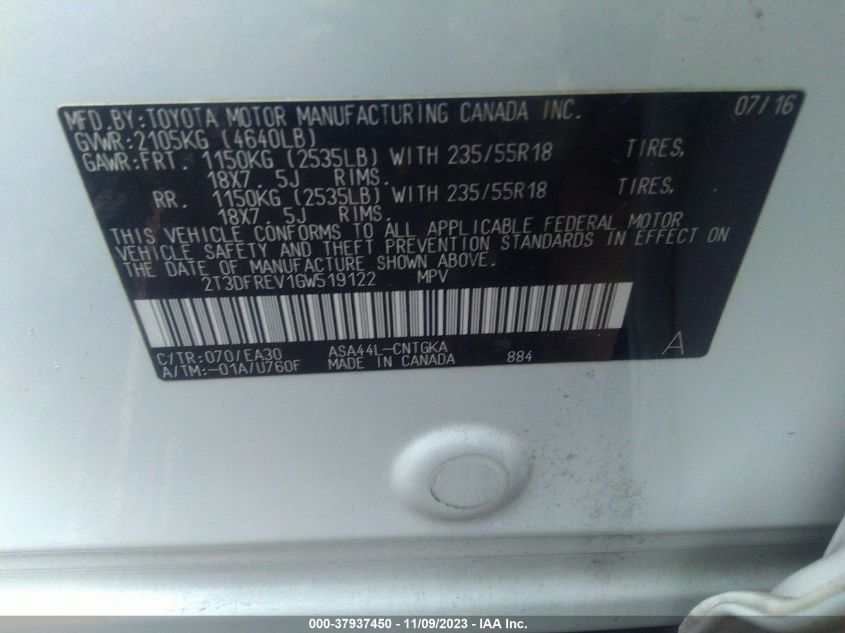 MFD.BY:TOYOTA MOTOR MANUFACTURING CANADA INC. 07/16
GVWR:2105KG (4640LB)
GAWR:FRT. 1150KG (2535LB) WITH 235/55R18 TIRES,
18X7.5J RIMS.
RR. 1150KG (2535LB) WITH 235/55R18 TIRES,
18X7.5J RIMS.
THIS VEHICLE CONFORMS TO ALL APPLICABLE FEDERAL MOTOR
VEHICLE SAFETY AND THEFT PREVENTION STANDARDS IN EFFECT ON
THE DATE OF MANUFACTURE SHOWN ABOVE.
2T3DFREV1GW519122 MPV
C/TR:070/EA30 ASA44L-CNTGKA A
A/TM:-01A/U760F MADE IN CANADA 884
000-37937450 - 11/09/2023 - IAA Inc.